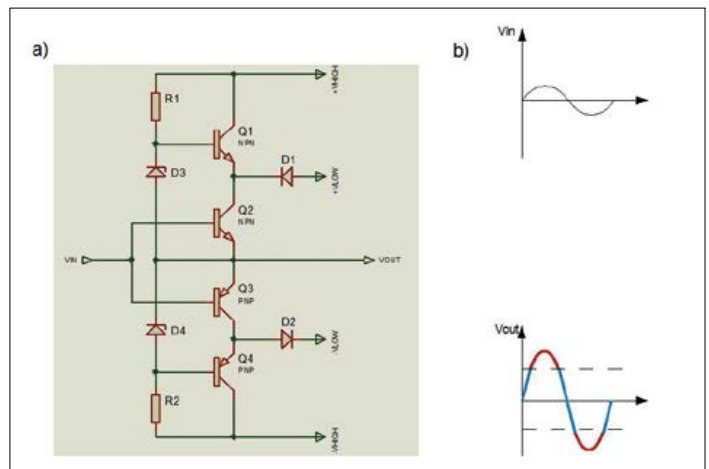 a)
b)
Vin
+VHIGH
R1
Q1
NPN
D3
D1
+VLOW
Q2
NPN
VIN
VOUT
Q3
PNP
D4
D2
-VLOW
Q4
PNP
R2
-VHIGH
Vout